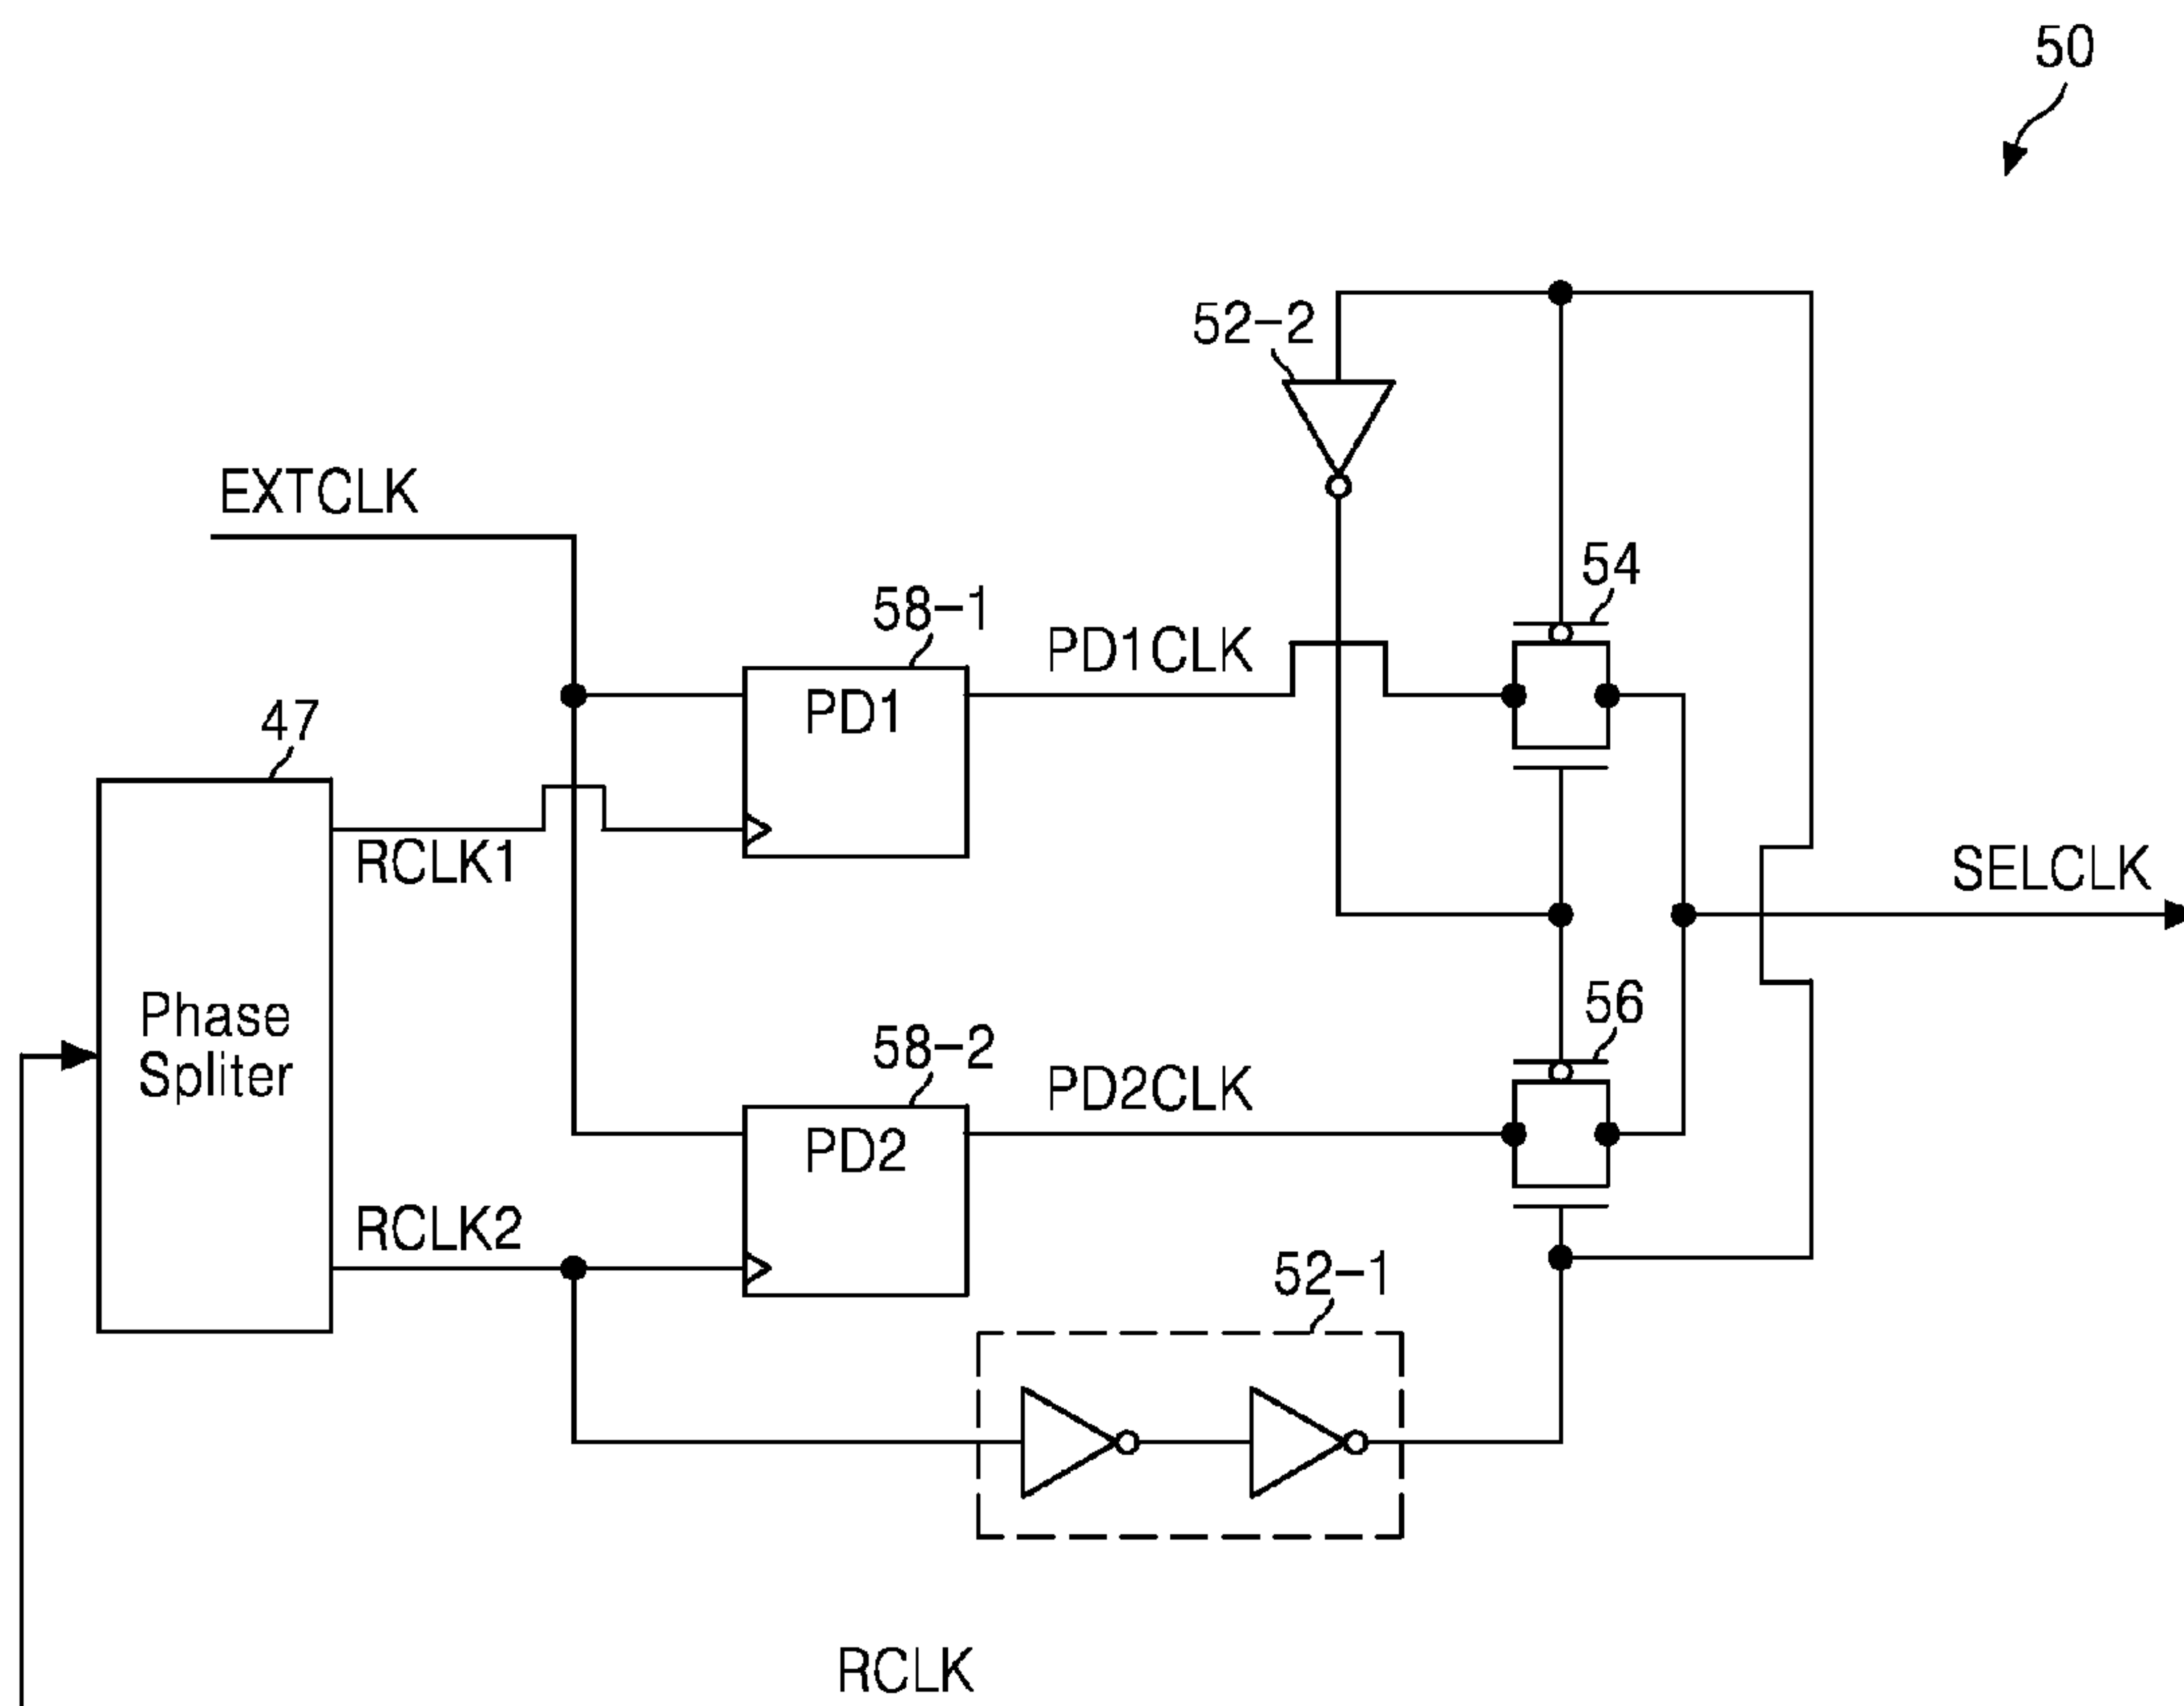 50
52-2
EXTCLK
54
58-1
PD1CLK
PD1
47
RCLK1
SELCLK
Phase
Spliter
56
58-2
PD2CLK
PD2
RCLK2
52-1
RCLK